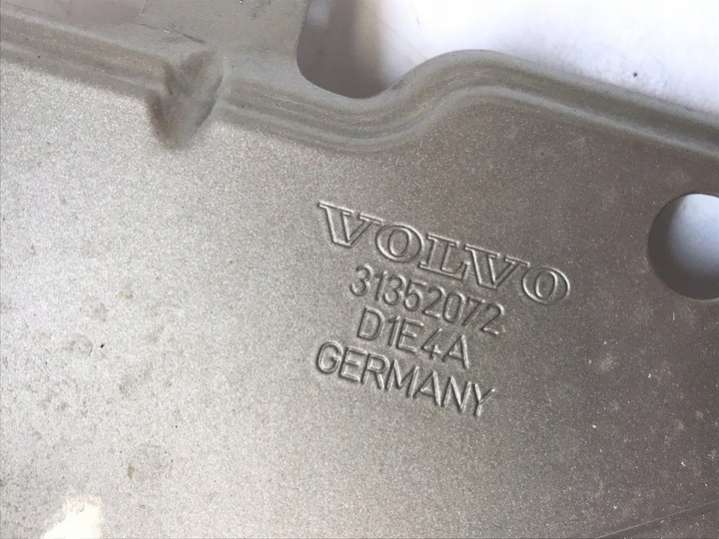 VOLVO
31352072
D1E4A
GERMANY